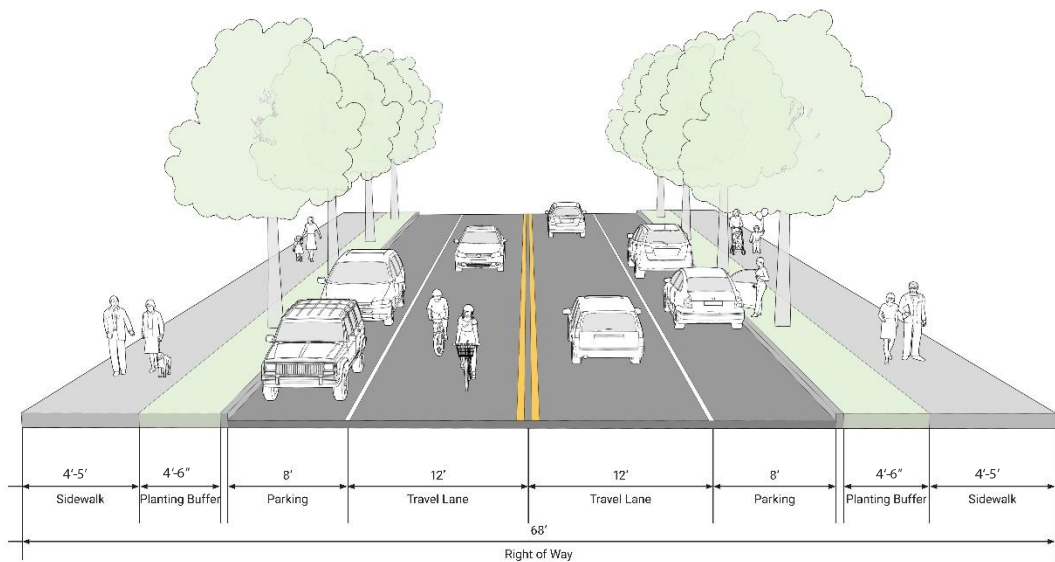 4'-5' 4'-6" 8' 12' 12' 8' 4'-6" 4'-5'
Sidewalk Planting Buffer Parking Travel Lane Travel Lane Parking Planting Buffer Sidewalk
68'
Right of Way